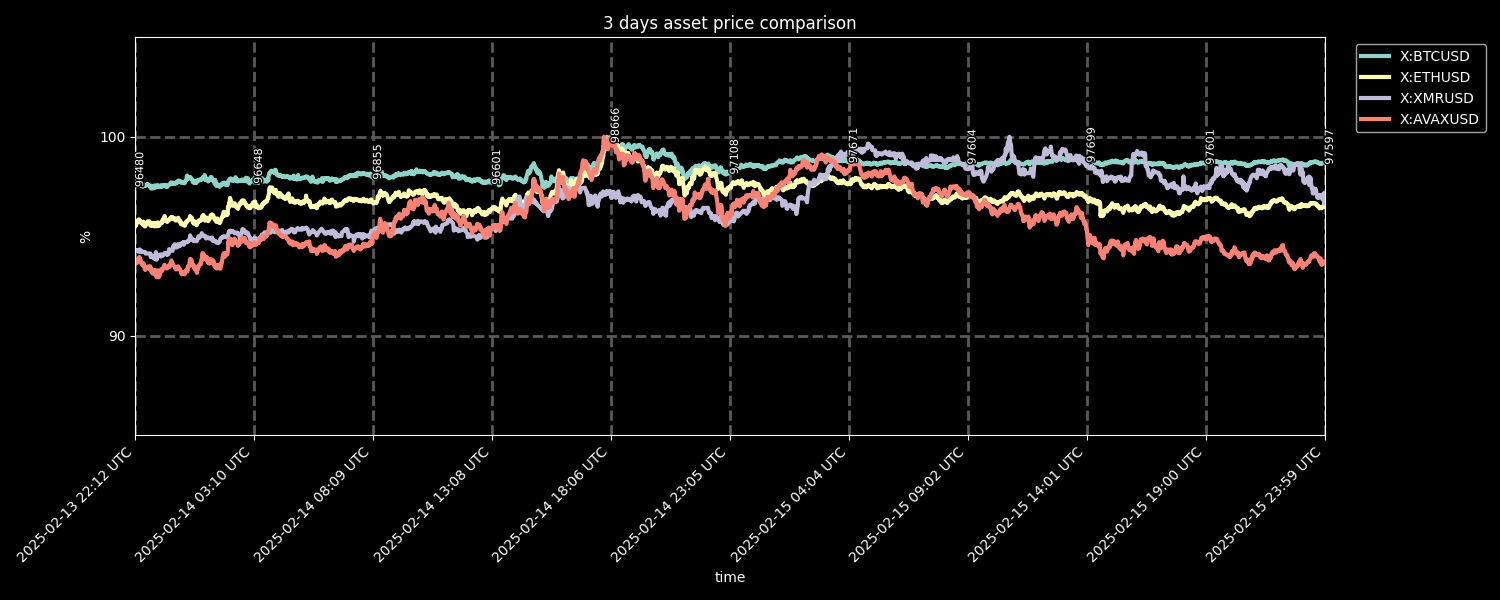 3 days asset price comparison
X:BTCUSD
X:ETHUSD
X:XMRUSD
X:AVAXUSD
100
90
%
96480
96648
96855
96501
98666
97108
97671
97604
97699
97601
97597
2025-02-13 22:12 UTC
2025-02-14 03:10 UTC
2025-02-14 08:09 UTC
2025-02-14 13:08 UTC
2025-02-14 18:06 UTC
2025-02-14 23:05 UTC
2025-02-15 04:04 UTC
2025-02-15 09:02 UTC
2025-02-15 14:01 UTC
2025-02-15 19:00 UTC
2025-02-15 23:59 UTC
time